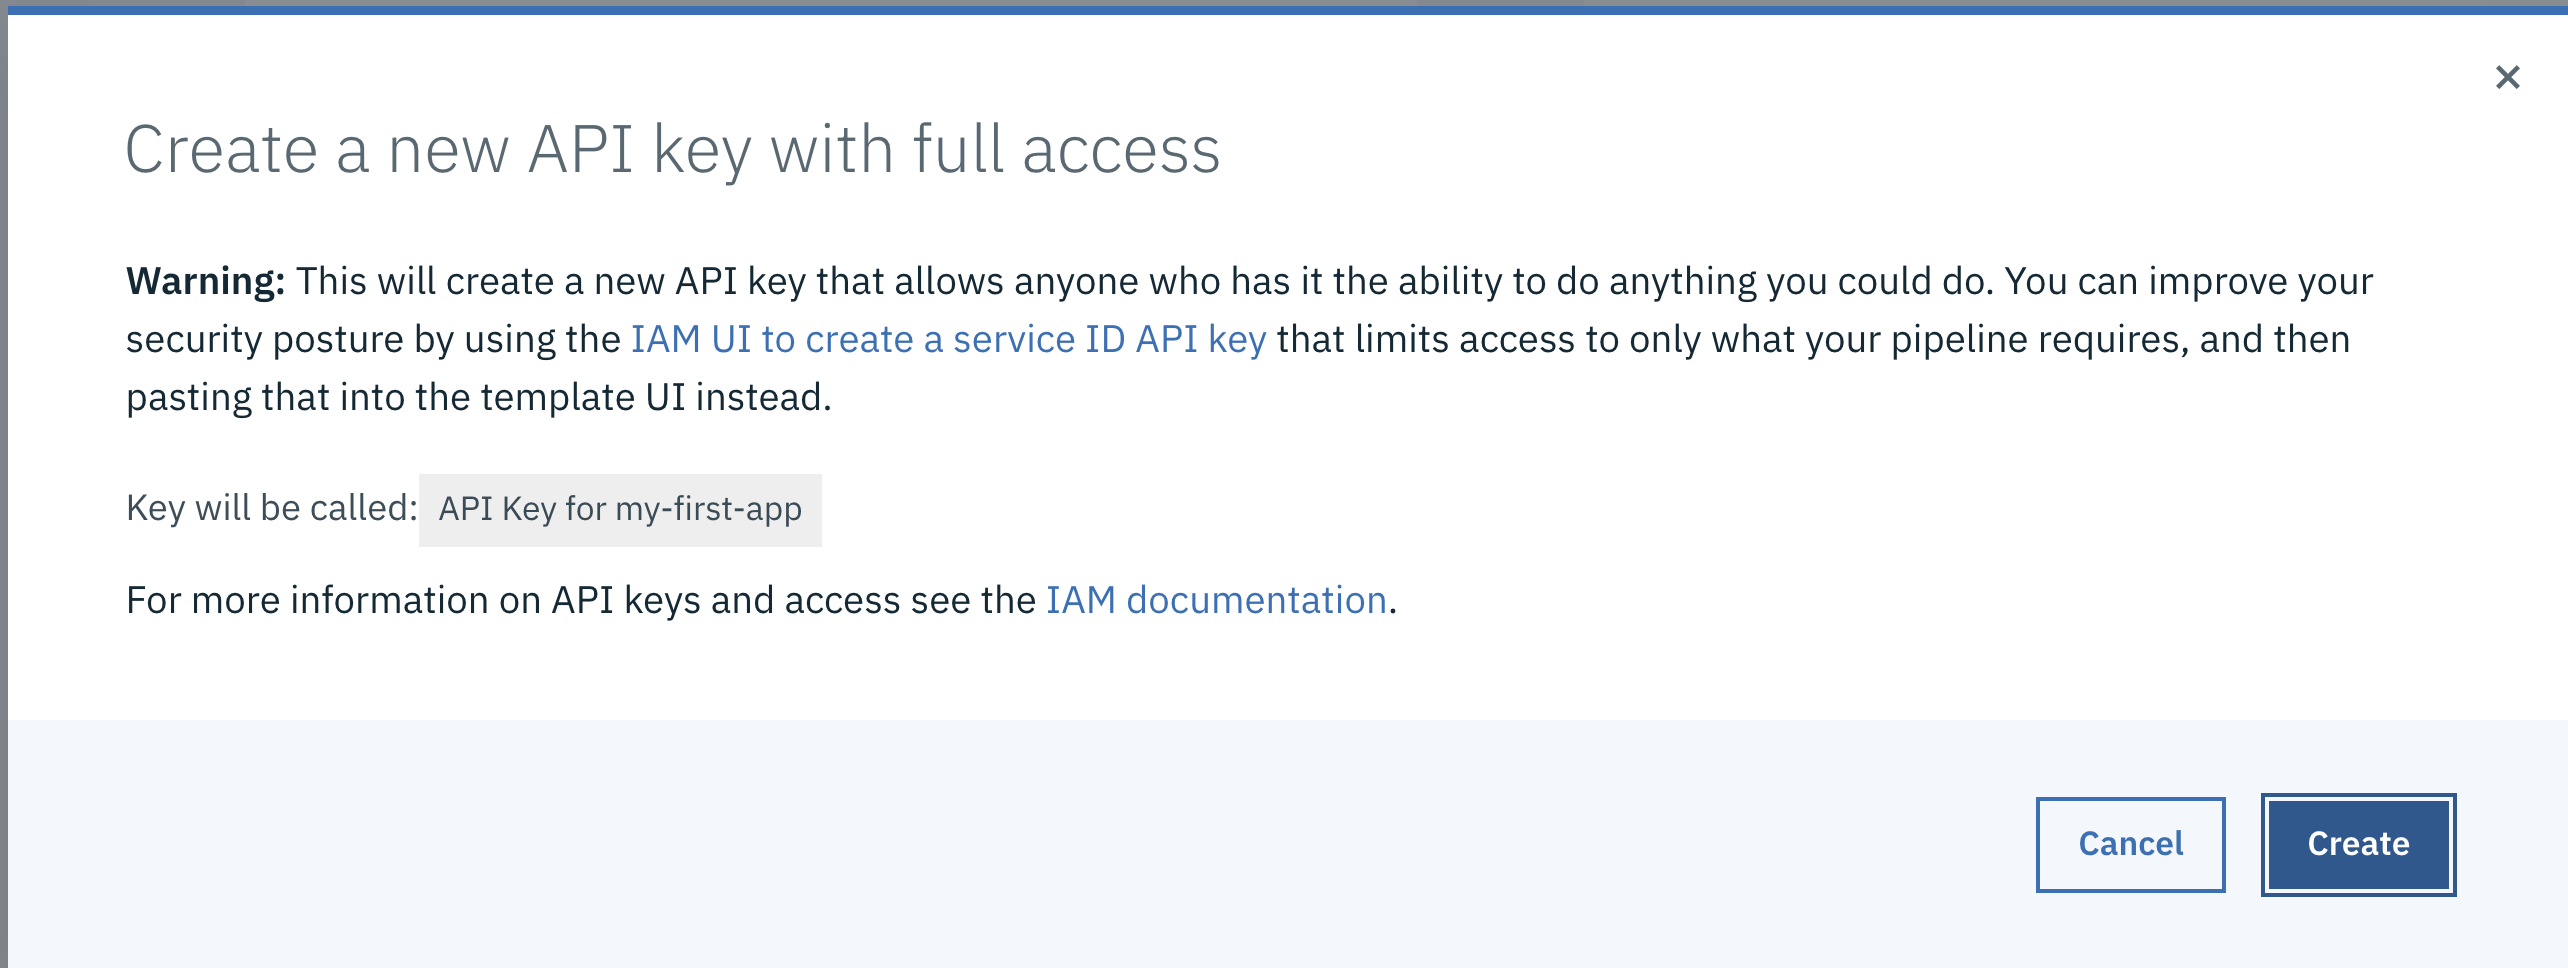 Create a new API key with full access
Warning: This will create a new API key that allows anyone who has it the ability to do anything you could do. You can improve your
security posture by using the IAM UI to create a service ID API key that limits access to only what your pipeline requires, and then
pasting that into the template UI instead.
Key will be called: API Key for my-first-app
For more information on API keys and access see the IAM documentation.
Cancel Create